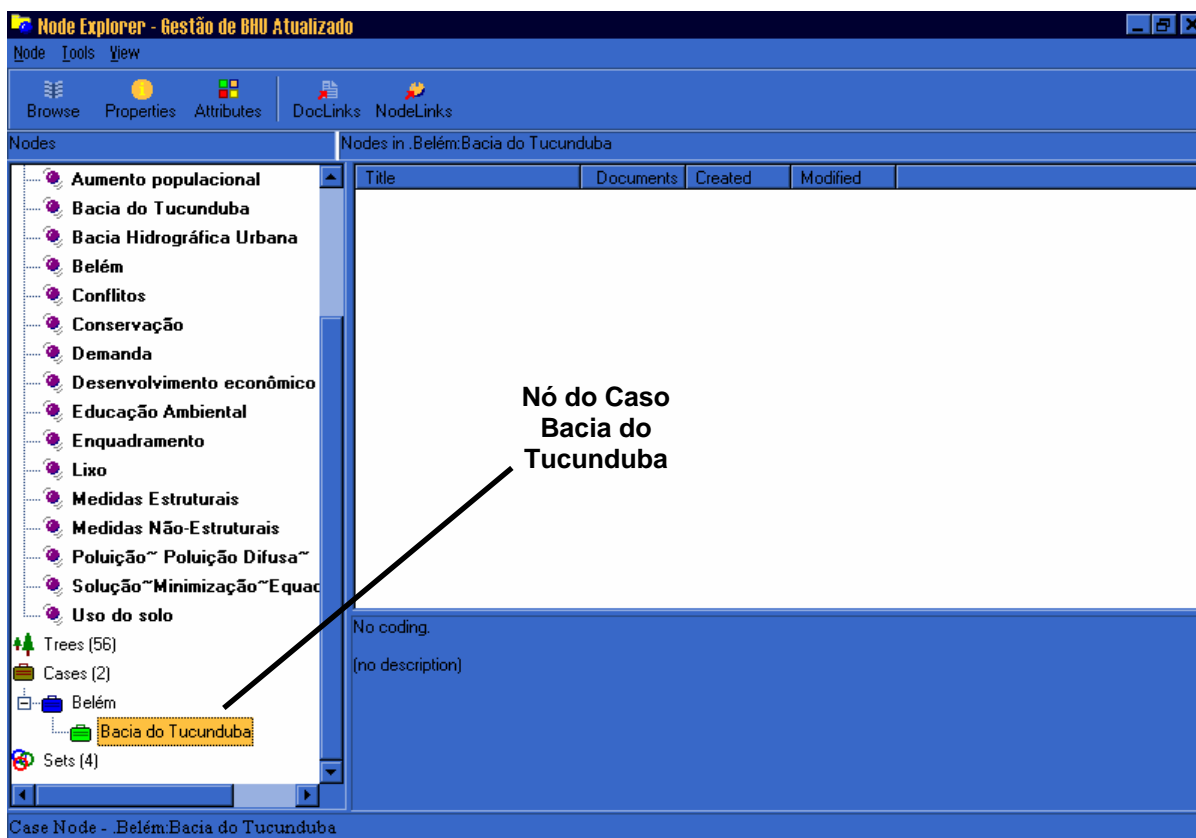 Node Explorer - Gestão de BHU Atualizado
Node Tools View
Browse Properties Attributes DocLinks NodeLinks
Nodes
Nodes in .Belém:Bacia do Tucunduba
Aumento populacional
Bacia do Tucunduba
Bacia Hidrográfica Urbana
Belém
Conflitos
Conservação
Demanda
Desenvolvimento econômico
Educação Ambiental
Enquadramento
Lixo
Medidas Estruturais
Medidas Não-Estruturais
Poluição~ Poluição Difusa~
Solução~Minimização~Equac
Uso do solo
Trees (56)
Cases (2)
Belém
Bacia do Tucunduba
Sets (4)
Title Documents Created Modified
Nó do Caso
Bacia do
Tucunduba
No coding.
(no description)
Case Node - .Belém:Bacia do Tucunduba